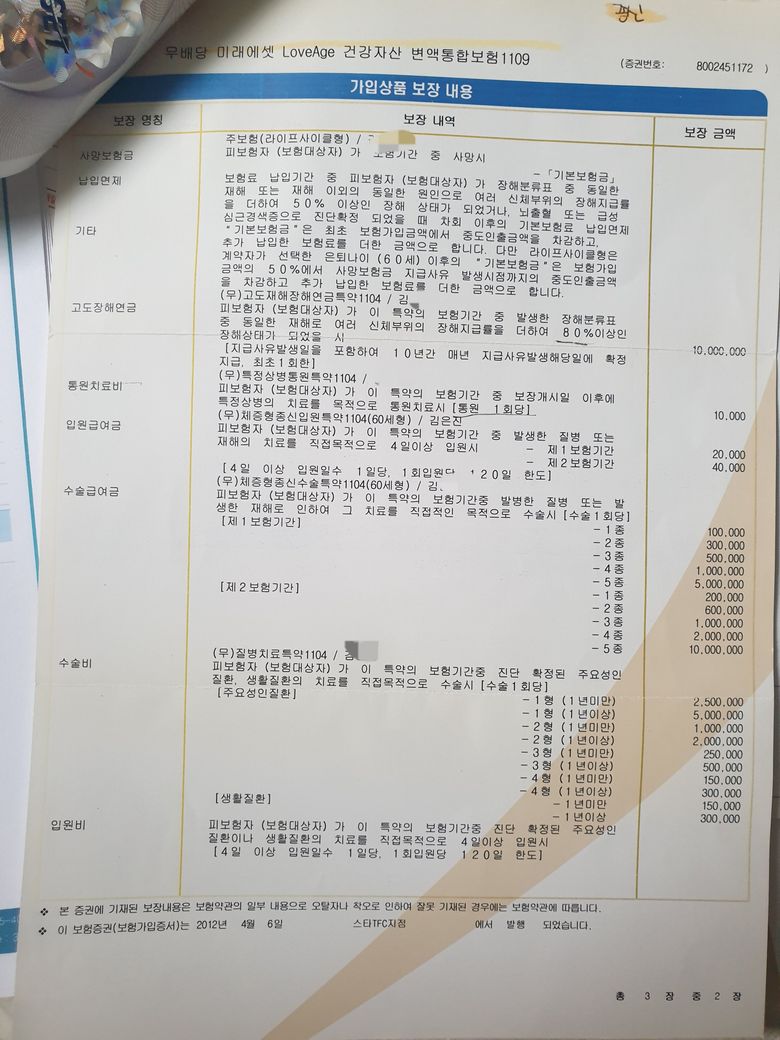 평신
무배당 미래에셋 LoveAge 건강자산 변액통합보험1109
(증권번호: 8002451172 )
가입상품 보장 내용
보장 명칭 보장 내역 보장 금액
주보험(라이프사이클형) /
사망보험금 피보험자 (보험대상자) 가 보험기간 중 사망시
-「기본보험금」
납입면제 보험료 납입기간 중 피보험자 (보험대상자) 가 장해분류표 중 동일한
재해 또는 재해 이외의 동일한 원인으로 여러 신체부위의 장해지급률
을 더하여 50% 이상인 장해 상태가 되었거나, 뇌출혈 또는 급성
심근경색증으로 진단확정 되었을 때 차회 이후의 기본보험료 납입면제
기타 "기본보험금"은 최초 보험가입금액에서 중도인출금액을 차감하고,
추가 납입한 보험료를 더한 금액으로 합니다. 다만 라이프사이클형은
계약자가 선택한 은퇴나이(60세) 이후의 "기본보험금"은 보험가입
금액의 50%에서 사망보험금 지급사유 발생시점까지의 중도인출금액
을 차감하고 추가 납입한 보험료를 더한 금액으로 합니다.
(무)고도재해장해연금특약1104 / 김
고도장해연금 피보험자 (보험대상자) 가 이 특약의 보험기간 중 발생한 장해분류표
중 동일한 재해로 여러 신체부위의 장해지급률을 더하여 80%이상인
장해상태가 되었을 시 10,000,000
[지급사유발생일을 포함하여 10년간 매년 지급사유발생해당일에 확정
지급, 최초1회한]
(무)특정상병통원특약1104 /
통원치료비 피보험자 (보험대상자) 가 이 특약의 보험기간 중 보장개시일 이후에
특정상병의 치료를 목적으로 통원치료시 [통원 1회당] 10,000
(무)체증형종신입원특약1104(60세형) / 김은진
입원급여금 피보험자 (보험대상자) 가 이 특약의 보험기간 중 발생한 질병 또는
재해의 치료를 직접목적으로 4일이상 입원시 - 제1보험기간 20,000
- 제2보험기간 40,000
[4일 이상 입원일수 1일당, 1회입원당 120일 한도]
(무)체증형종신수술특약1104(60세형) / 김
수술급여금 피보험자 (보험대상자) 가 이 특약의 보험기간중 발병한 질병 또는 발
생한 재해로 인하여 그 치료를 직접적인 목적으로 수술시 [수술1회당]
[제1보험기간] -1종 100,000
-2종 300,000
-3종 500,000
-4종 1,000,000
-5종 5,000,000
[제2보험기간] -1종 200,000
-2종 600,000
-3종 1,000,000
-4종 2,000,000
-5종 10,000,000
(무)질병치료특약1104 / 김
수술비 피보험자 (보험대상자) 가 이 특약의 보험기간중 진단 확정된 주요성인
질환, 생활질환의 치료를 직접목적으로 수술시 [수술1회당]
[주요성인질환] -1형 (1년미만) 2,500,000
-1형 (1년이상) 5,000,000
-2형 (1년미만) 1,000,000
-2형 (1년이상) 2,000,000
-3형 (1년미만) 250,000
-3형 (1년이상) 500,000
-4형 (1년미만) 150,000
-4형 (1년이상) 300,000
[생활질환] -1년미만 150,000
-1년이상 300,000
입원비 피보험자 (보험대상자) 가 이 특약의 보험기간중 진단 확정된 주요성인
질환이나 생활질환의 치료를 직접목적으로 4일이상 입원시
[4일 이상 입원일수 1일당, 1회입원당 120일 한도]
❖ 본 증권에 기재된 보장내용은 보험약관의 일부 내용으로 오탈자나 착오로 인하여 잘못 기재된 경우에는 보험약관에 따릅니다.
❖ 이 보험증권(보험가입증서)는 2012년 4월 6일 스타TFC지점 에서 발행 되었습니다.
총 3 장 중 2 장